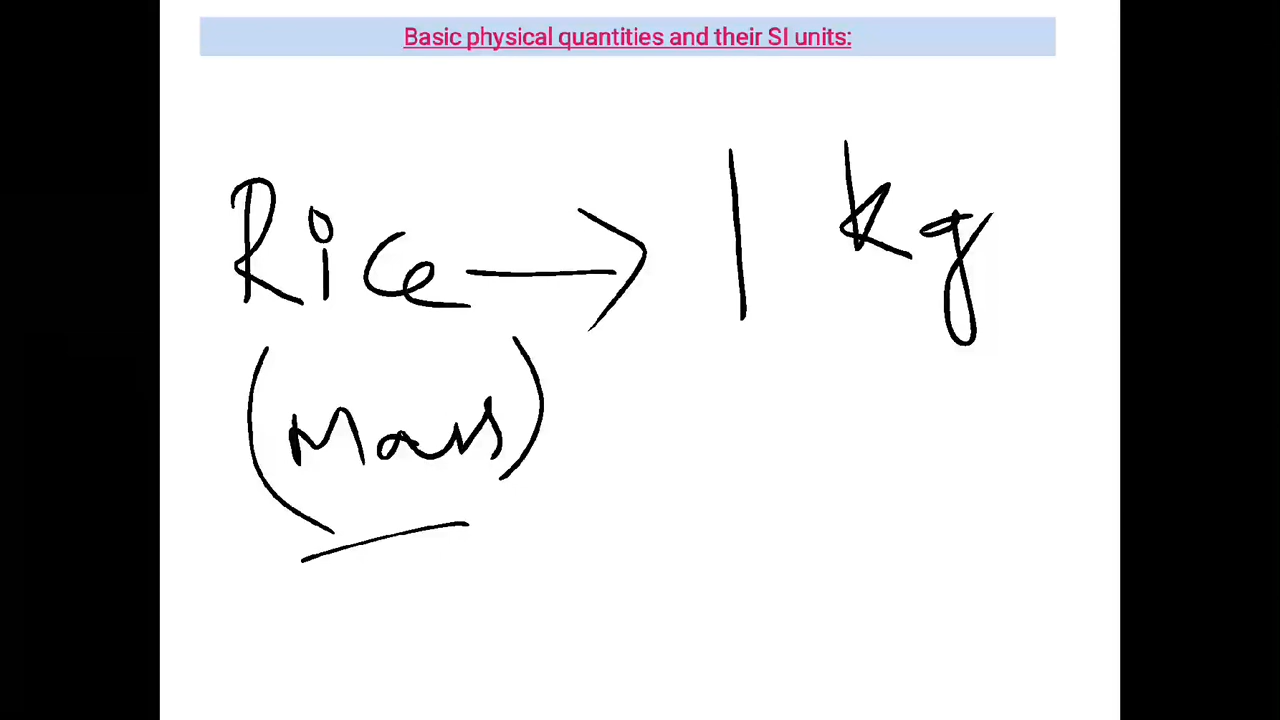 Basic physical quantities and their SI units:
Rice → 1 kg
(Mass)